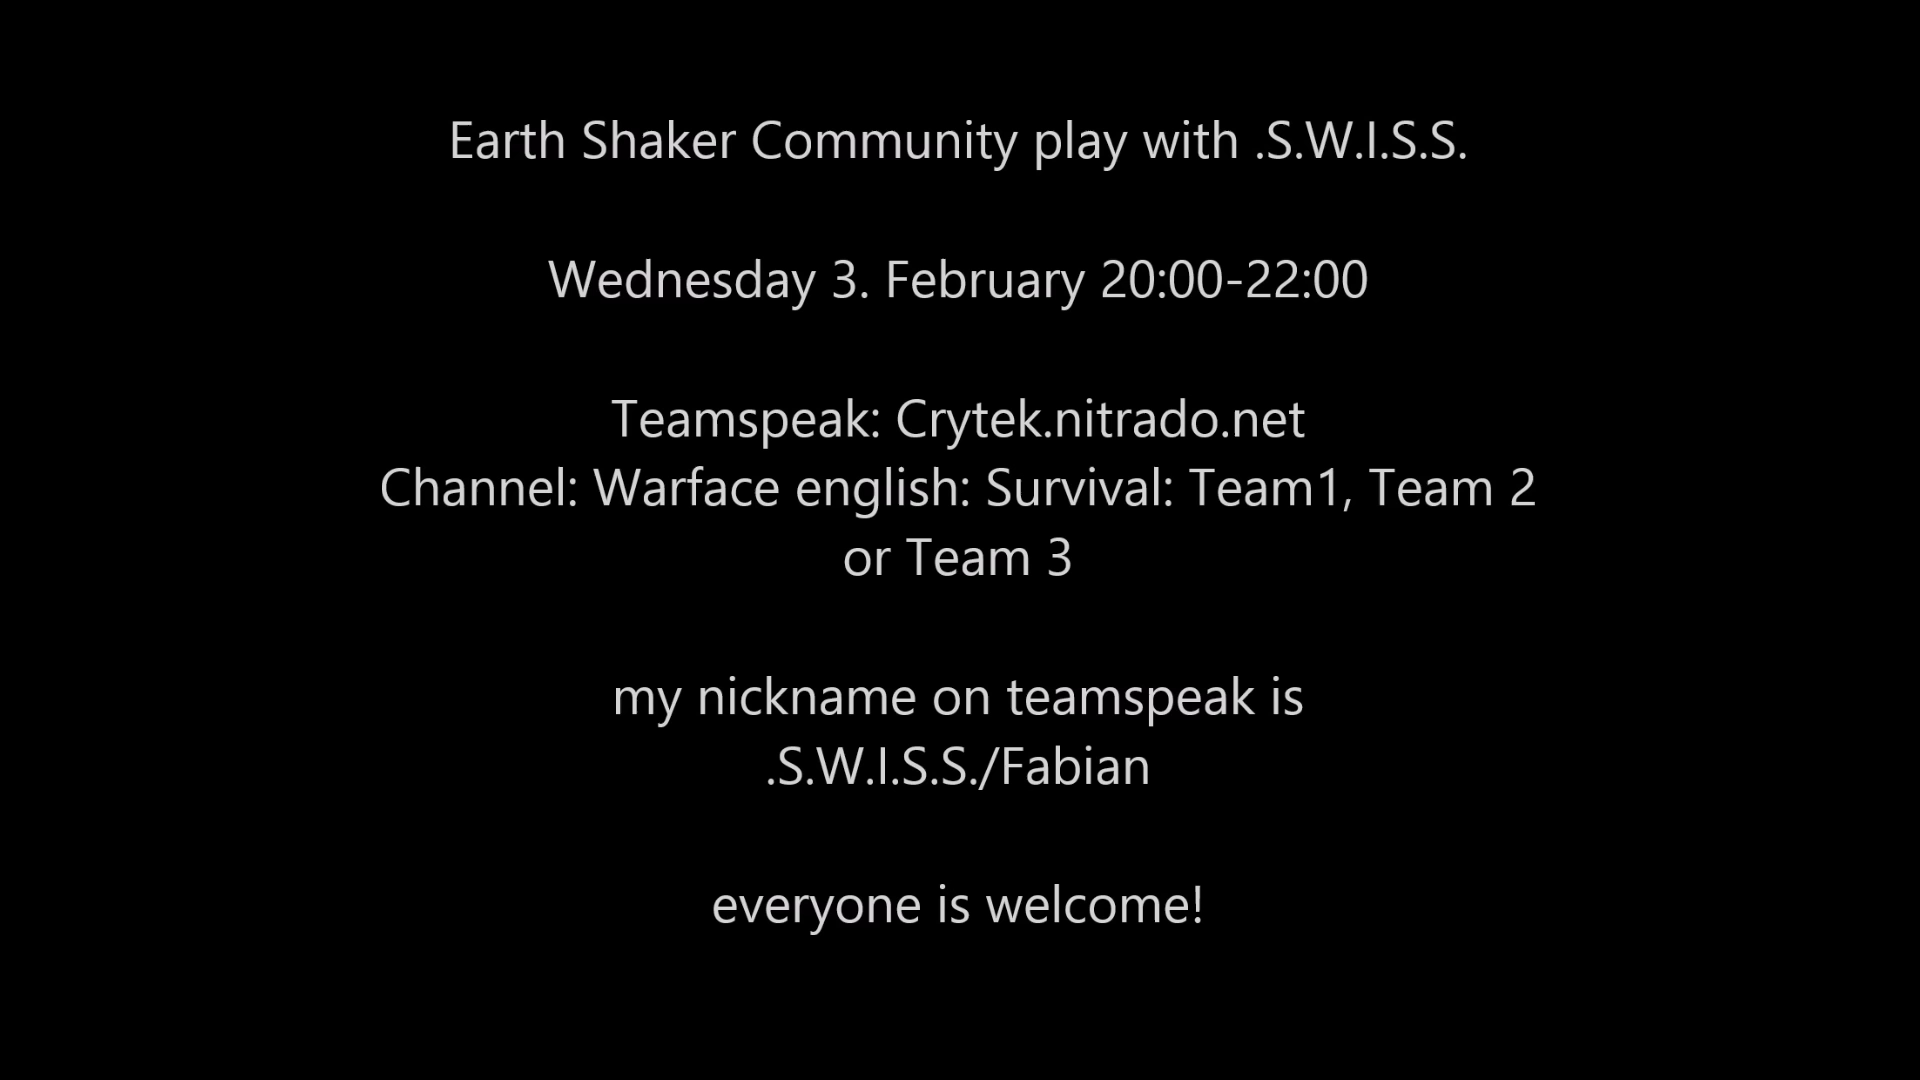 Earth Shaker Community play with .S.W.I.S.S.
Wednesday 3. February 20:00-22:00
Teamspeak: Crytek.nitrado.net
Channel: Warface english: Survival: Team1, Team 2
or Team 3
my nickname on teamspeak is
.S.W.I.S.S./Fabian
everyone is welcome!